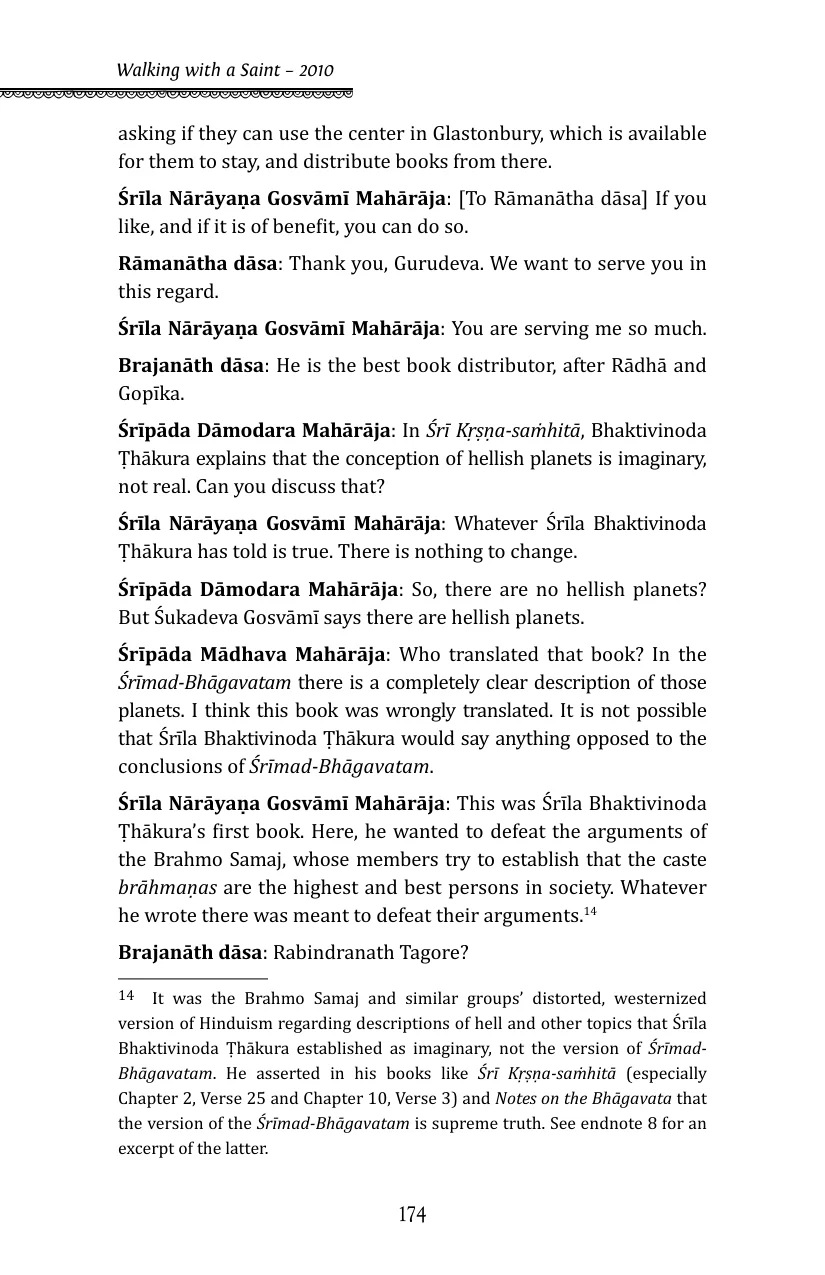 Walking with a Saint – 2010
asking if they can use the center in Glastonbury, which is available
for them to stay, and distribute books from there.
Śrīla Nārāyaṇa Gosvāmī Mahārāja: [To Rāmanātha dāsa] If you
like, and if it is of benefit, you can do so.
Rāmanātha dāsa: Thank you, Gurudeva. We want to serve you in
this regard.
Śrīla Nārāyaṇa Gosvāmī Mahārāja: You are serving me so much.
Brajanāth dāsa: He is the best book distributor, after Rādhā and
Gopīka.
Śrīpāda Dāmodara Mahārāja: In Śrī Kṛṣṇa-saṁhitā, Bhaktivinoda
Ṭhākura explains that the conception of hellish planets is imaginary,
not real. Can you discuss that?
Śrīla Nārāyaṇa Gosvāmī Mahārāja: Whatever Śrīla Bhaktivinoda
Ṭhākura has told is true. There is nothing to change.
Śrīpāda Dāmodara Mahārāja: So, there are no hellish planets?
But Śukadeva Gosvāmī says there are hellish planets.
Śrīpāda Mādhava Mahārāja: Who translated that book? In the
Śrīmad-Bhāgavatam there is a completely clear description of those
planets. I think this book was wrongly translated. It is not possible
that Śrīla Bhaktivinoda Ṭhākura would say anything opposed to the
conclusions of Śrīmad-Bhāgavatam.
Śrīla Nārāyaṇa Gosvāmī Mahārāja: This was Śrīla Bhaktivinoda
Ṭhākura’s first book. Here, he wanted to defeat the arguments of
the Brahmo Samaj, whose members try to establish that the caste
brāhmaṇas are the highest and best persons in society. Whatever
he wrote there was meant to defeat their arguments.14
Brajanāth dāsa: Rabindranath Tagore?
14 It was the Brahmo Samaj and similar groups’ distorted, westernized
version of Hinduism regarding descriptions of hell and other topics that Śrīla
Bhaktivinoda Ṭhākura established as imaginary, not the version of Śrīmad-
Bhāgavatam. He asserted in his books like Śrī Kṛṣṇa-saṁhitā (especially
Chapter 2, Verse 25 and Chapter 10, Verse 3) and Notes on the Bhāgavata that
the version of the Śrīmad-Bhāgavatam is supreme truth. See endnote 8 for an
excerpt of the latter.
174